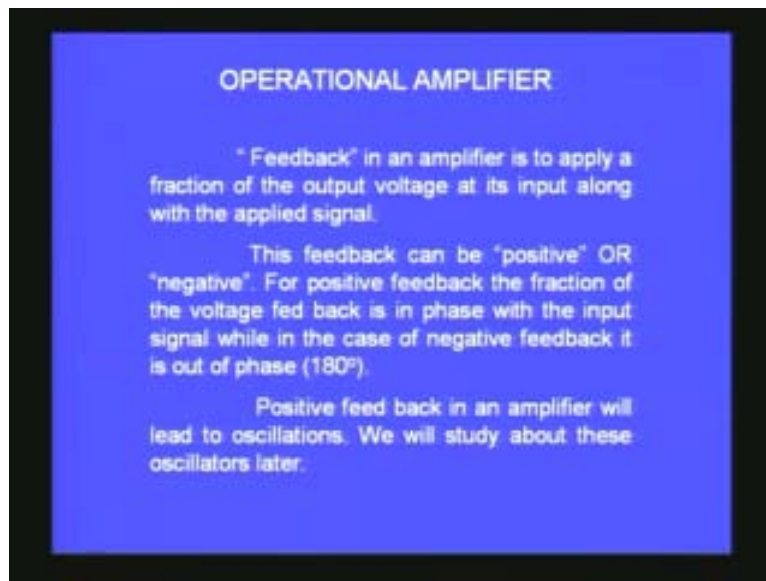 OPERATIONAL AMPLIFIER
" Feedback" in an amplifier is to apply a
fraction of the output voltage at its input along
with the applied signal.
This feedback can be "positive" OR
"negative". For positive feedback the fraction of
the voltage fed back is in phase with the input
signal while in the case of negative feedback it
is out of phase (180º).
Positive feed back in an amplifier will
lead to oscillations. We will study about these
oscillators later.